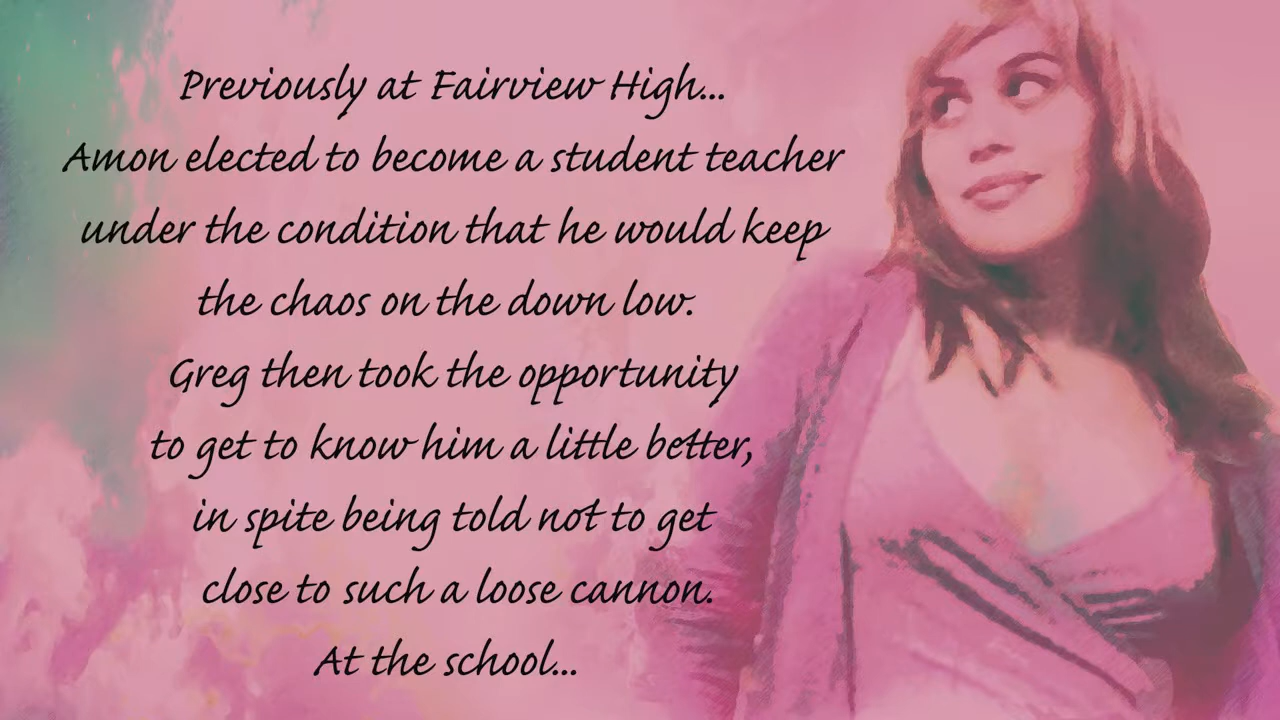 Previously at Fairview High...
Amon elected to become a student teacher
under the condition that he would keep
the chaos on the down low.
Greg then took the opportunity
to get to know him a little better,
in spite being told not to get
close to such a loose cannon.
At the school...